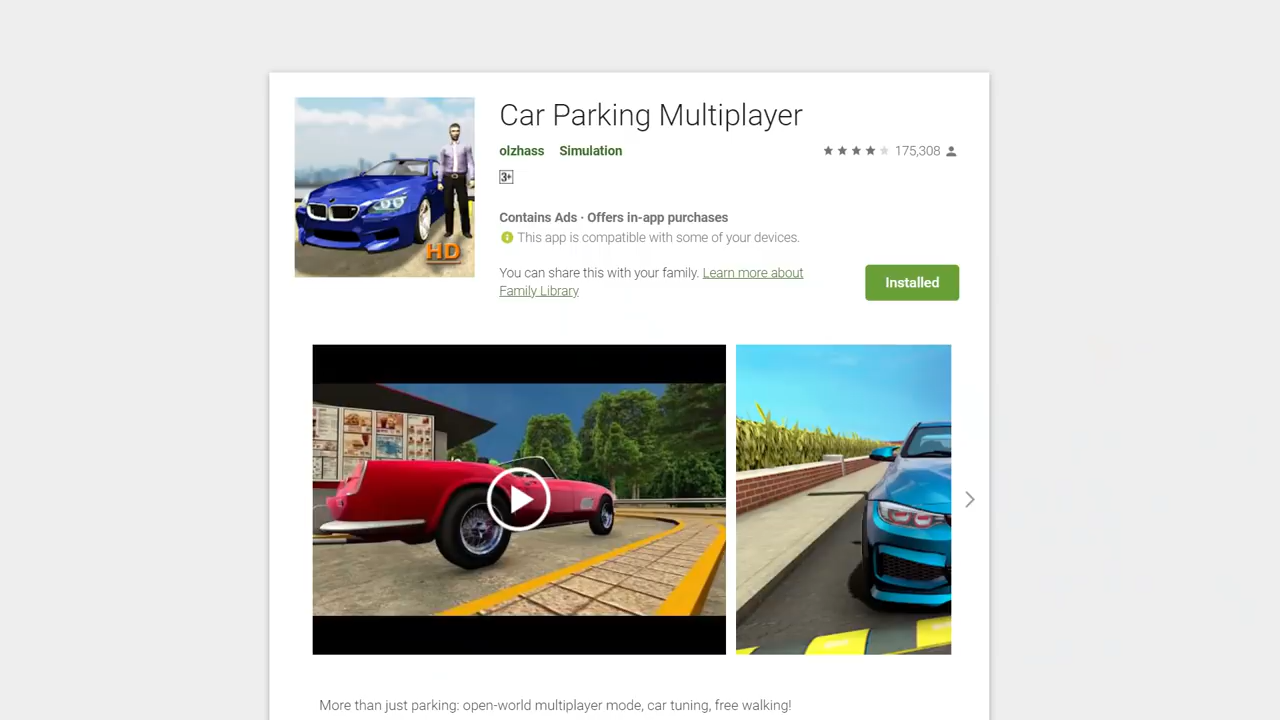 Car Parking Multiplayer
olzhass Simulation 175,308
3+
Contains Ads · Offers in-app purchases
This app is compatible with some of your devices.
You can share this with your family. Learn more about
Family Library
Installed
HD
More than just parking: open-world multiplayer mode, car tuning, free walking!